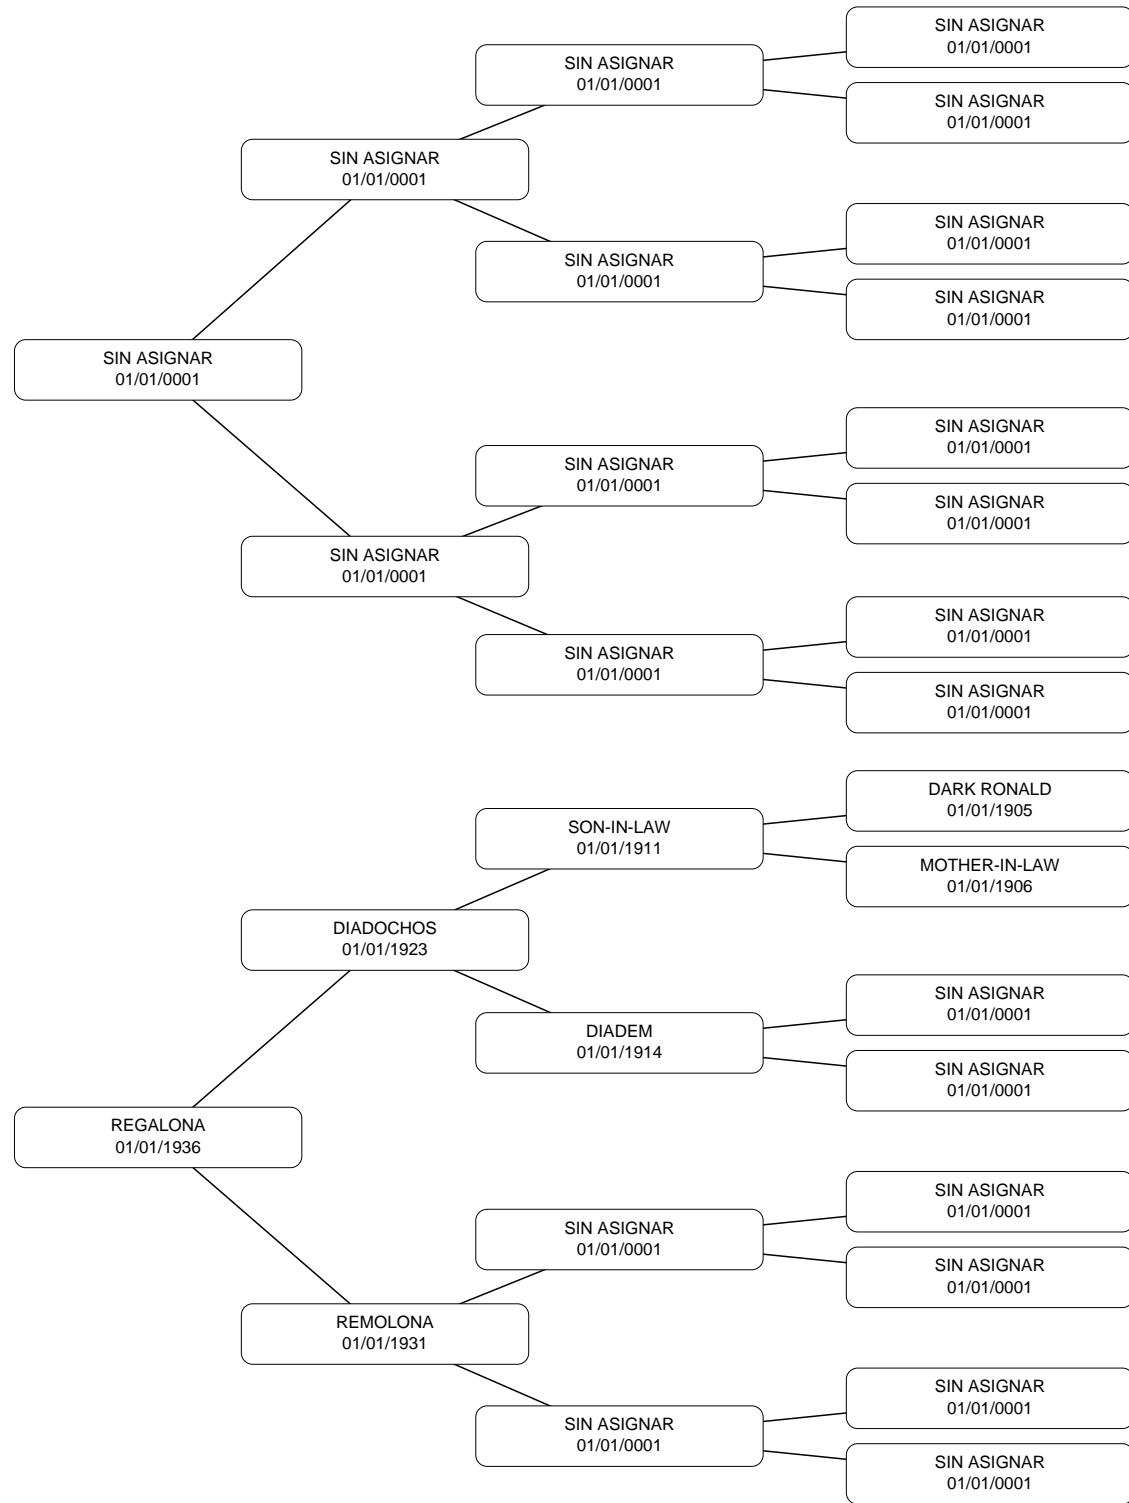 SIN ASIGNAR
01/01/0001
SIN ASIGNAR
01/01/0001
SIN ASIGNAR
01/01/0001
SIN ASIGNAR
01/01/0001
SIN ASIGNAR
01/01/0001
SIN ASIGNAR
01/01/0001
SIN ASIGNAR
01/01/0001
SIN ASIGNAR
01/01/0001
SIN ASIGNAR
01/01/0001
SIN ASIGNAR
01/01/0001
SIN ASIGNAR
01/01/0001
SIN ASIGNAR
01/01/0001
SIN ASIGNAR
01/01/0001
SIN ASIGNAR
01/01/0001
SIN ASIGNAR
01/01/0001
DARK RONALD
01/01/1905
SON-IN-LAW
01/01/1911
MOTHER-IN-LAW
01/01/1906
DIADOCHOS
01/01/1923
SIN ASIGNAR
01/01/0001
DIADEM
01/01/1914
SIN ASIGNAR
01/01/0001
REGALONA
01/01/1936
SIN ASIGNAR
01/01/0001
SIN ASIGNAR
01/01/0001
SIN ASIGNAR
01/01/0001
REMOLONA
01/01/1931
SIN ASIGNAR
01/01/0001
SIN ASIGNAR
01/01/0001
SIN ASIGNAR
01/01/0001